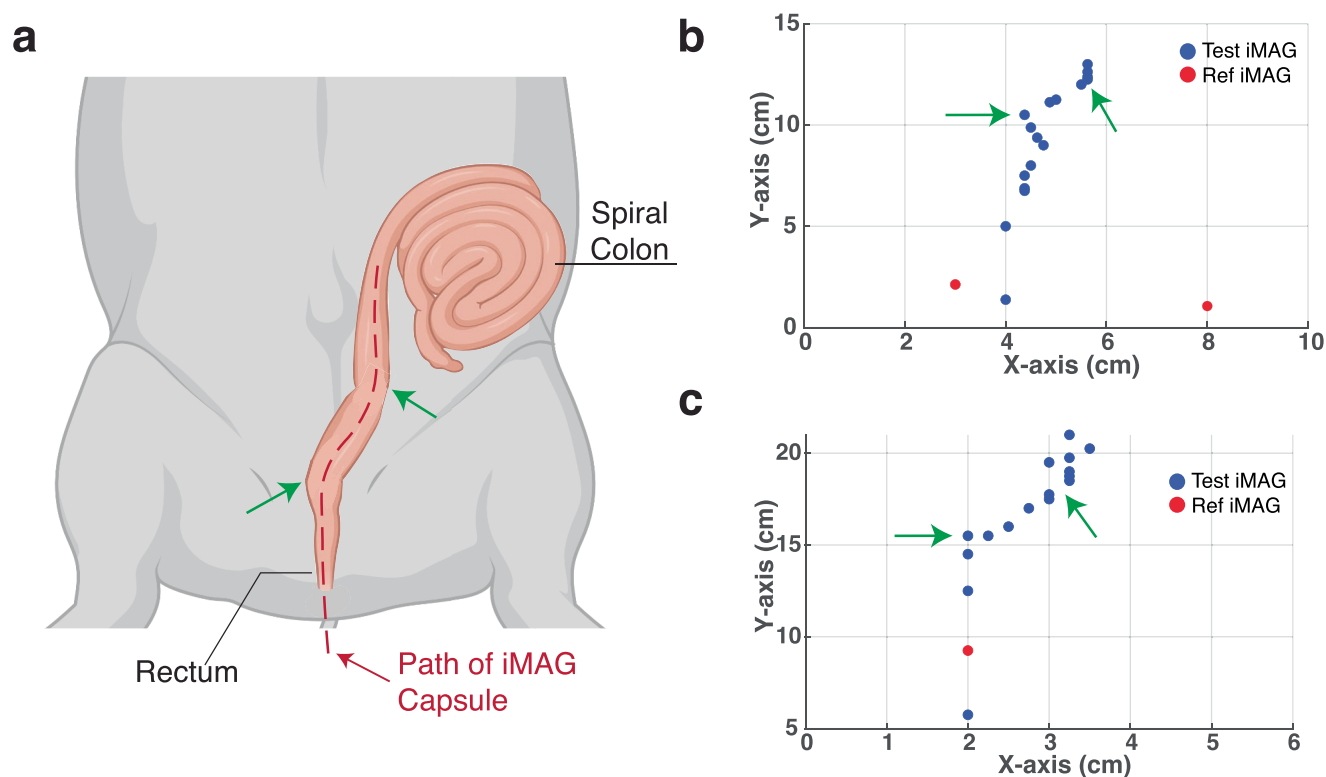 a
Spiral
Colon
Rectum
Path of iMAG
Capsule
b
15
10
5
0
0 2 4 6 8 10
Y-axis (cm)
X-axis (cm)
Test iMAG
Ref iMAG
c
20
15
10
5
0 1 2 3 4 5 6
Y-axis (cm)
X-axis (cm)
Test iMAG
Ref iMAG